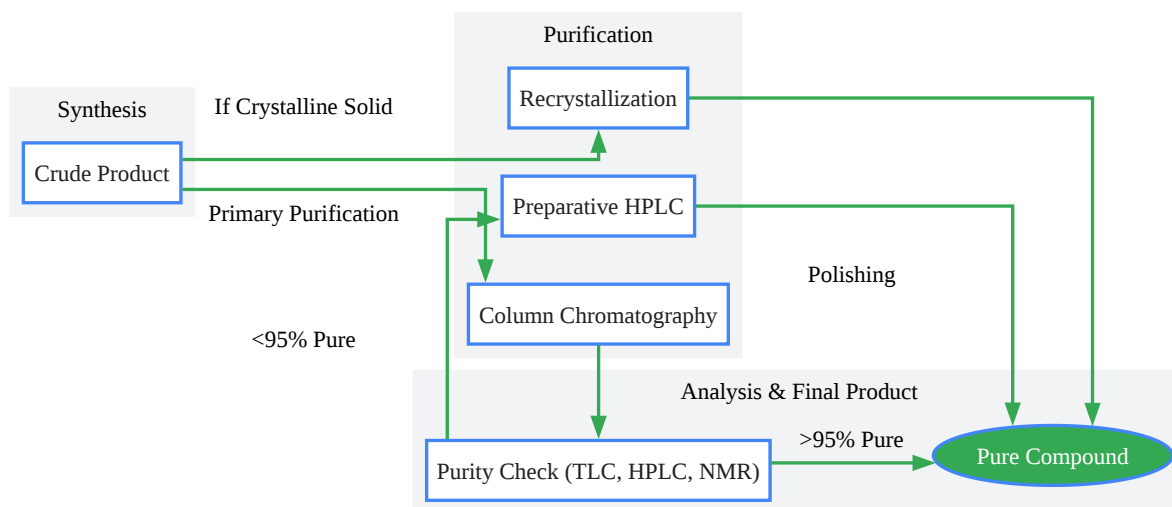 Purification
Recrystallization
Synthesis
If Crystalline Solid
Crude Product
Primary Purification
Preparative HPLC
Polishing
Column Chromatography
<95% Pure
Analysis & Final Product
>95% Pure
Purity Check (TLC, HPLC, NMR)
Pure Compound